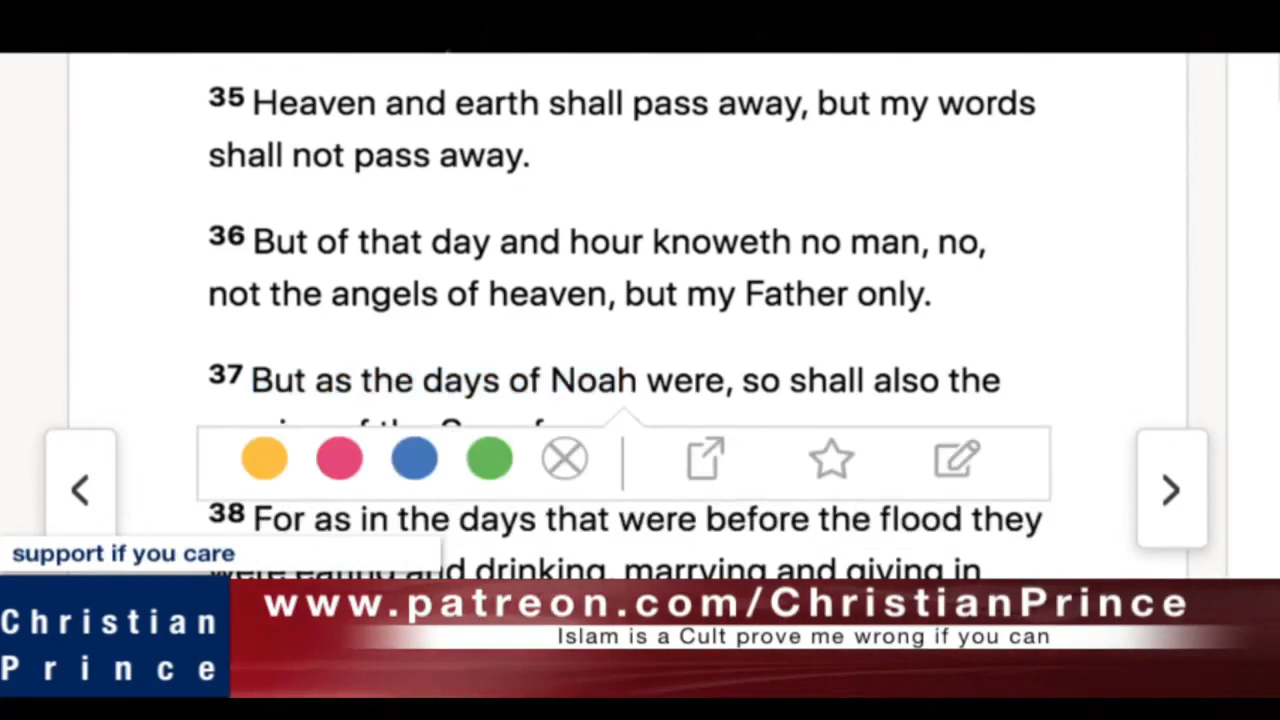 35 Heaven and earth shall pass away, but my words
shall not pass away.
36 But of that day and hour knoweth no man, no,
not the angels of heaven, but my Father only.
37 But as the days of Noah were, so shall also the
38 For as in the days that were before the flood they
were eating and drinking, marrying and giving in
support if you care
Christian
Prince
www.patreon.com/ChristianPrince
Islam is a Cult prove me wrong if you can